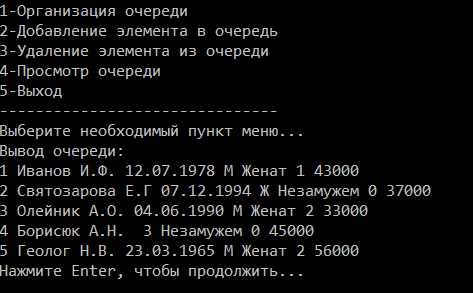 1-Организация очереди
2-Добавление элемента в очередь
3-Удаление элемента из очереди
4-Просмотр очереди
5-Выход
-------------------------------
Выберите необходимый пункт меню...
Вывод очереди:
1 Иванов И.Ф. 12.07.1978 М Женат 1 43000
2 Святозарова Е.Г 07.12.1994 Ж Незамужем 0 37000
3 Олейник А.О. 04.06.1990 М Женат 2 33000
4 Борисюк А.Н.  3 Незамужем 0 45000
5 Геолог Н.В. 23.03.1965 М Женат 2 56000
Нажмите Enter, чтобы продолжить...